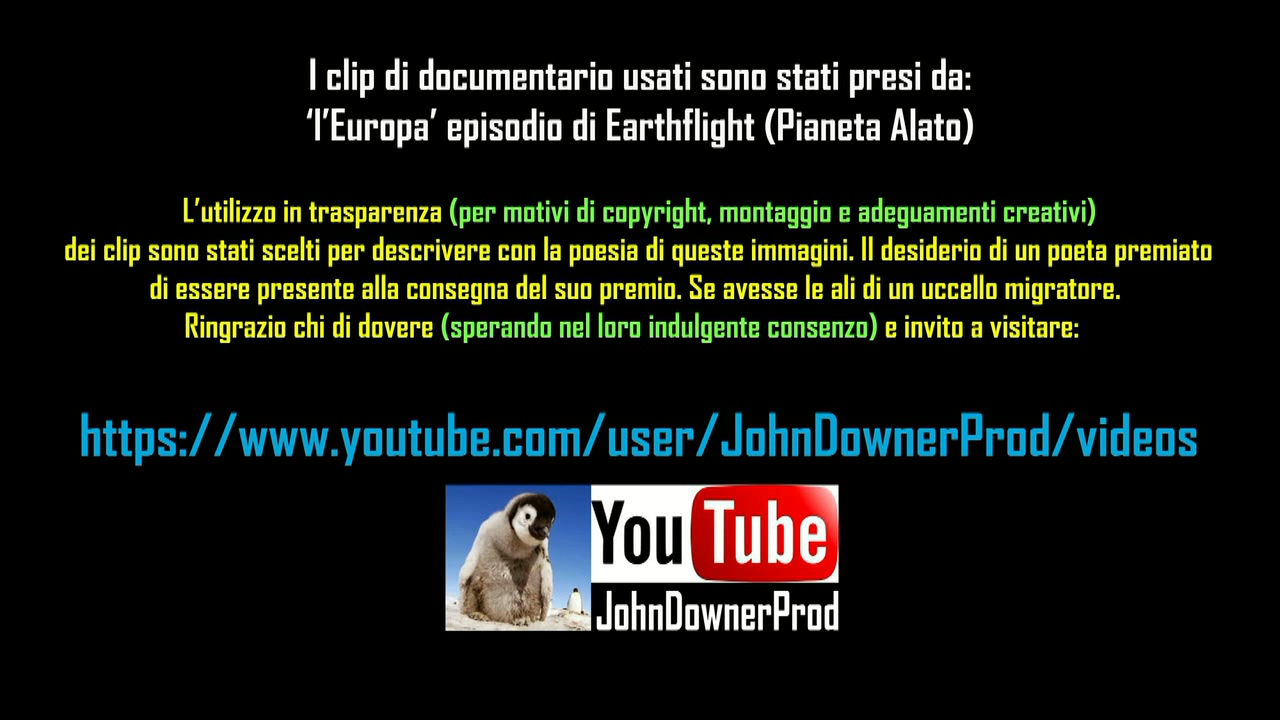 I clip di documentario usati sono stati presi da:
‘l’Europa’ episodio di Earthflight (Pianeta Alato)
L’utilizzo in trasparenza (per motivi di copyright, montaggio e adeguamenti creativi)
dei clip sono stati scelti per descrivere con la poesia di queste immagini. Il desiderio di un poeta premiato
di essere presente alla consegna del suo premio. Se avesse le ali di un uccello migratore.
Ringrazio chi di dovere (sperando nel loro indulgente consenzo) e invito a visitare:
https://www.youtube.com/user/JohnDownerProd/videos
YouTube
JohnDownerProd